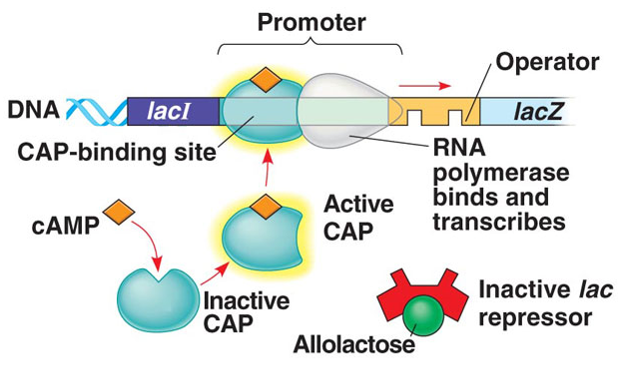 Promoter
Operator
DNA
lacI
lacZ
CAP-binding site
RNA
polymerase
binds and
transcribes
cAMP
Active
CAP
Inactive
CAP
Inactive lac
repressor
Allolactose